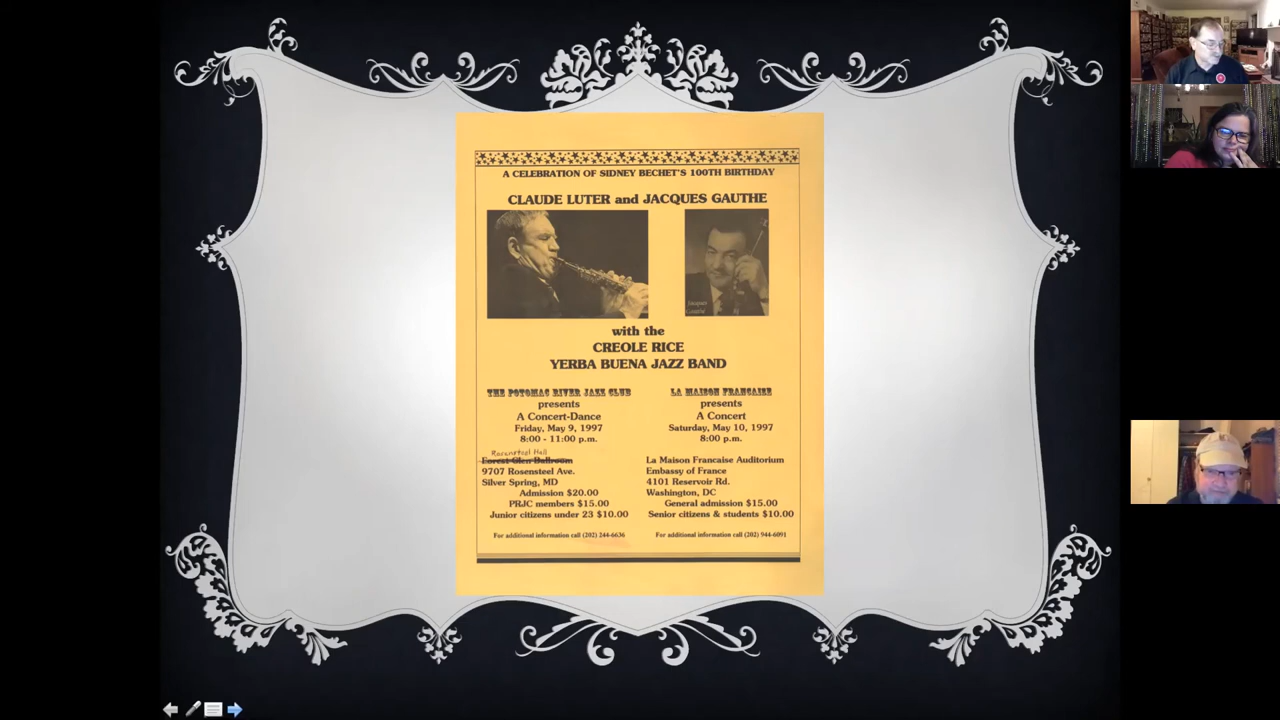 A CELEBRATION OF SIDNEY BECHET'S 100TH BIRTHDAY
CLAUDE LUTER and JACQUES GAUTHE
Jacques
Gauthe
with the
CREOLE RICE
YERBA BUENA JAZZ BAND
THE POTOMAC RIVER JAZZ CLUB
presents
A Concert-Dance
Friday, May 9, 1997
8:00 - 11:00 p.m.
Rosensteel Hall
Forest Glen Ballroom
9707 Rosensteel Ave.
Silver Spring, MD
Admission $20.00
PRJC members $15.00
Junior citizens under 23 $10.00
For additional information call (202) 244-6636
LA MAISON FRANCAISE
presents
A Concert
Saturday, May 10, 1997
8:00 p.m.
La Maison Francaise Auditorium
Embassy of France
4101 Reservoir Rd.
Washington, DC
General admission $15.00
Senior citizens & students $10.00
For additional information call (202) 944-6091